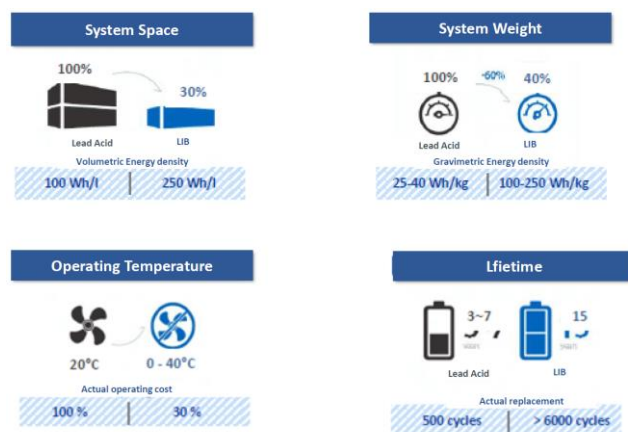 System Space
100%
30%
Lead Acid
LIB
Volumetric Energy density
100 Wh/l
250 Wh/l
System Weight
100%
-60%
40%
Lead Acid
LIB
Gravimetric Energy density
25-40 Wh/kg
100-250 Wh/kg
Operating Temperature
20°C
0 - 40°C
Actual operating cost
100 %
30 %
Lfietime
3~7
15
Lead Acid
LIB
Actual replacement
500 cycles
> 6000 cycles